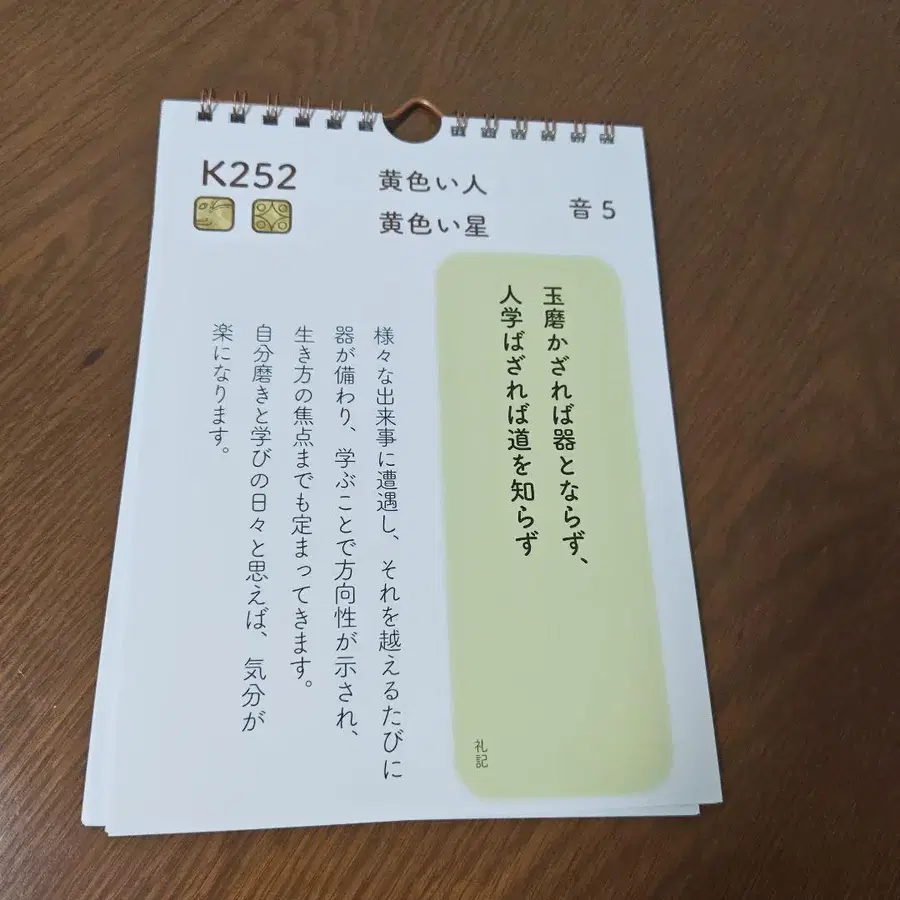 K252
黄色い人
黄色い星
音 5
玉磨かざれば器とならず、
人学ばざれば道を知らず
礼記
様々な出来事に遭遇し、それを越えるたびに
器が備わり、学ぶことで方向性が示され、
生き方の焦点までも定まってきます。
自分磨きと学びの日々と思えば、気分が
楽になります。